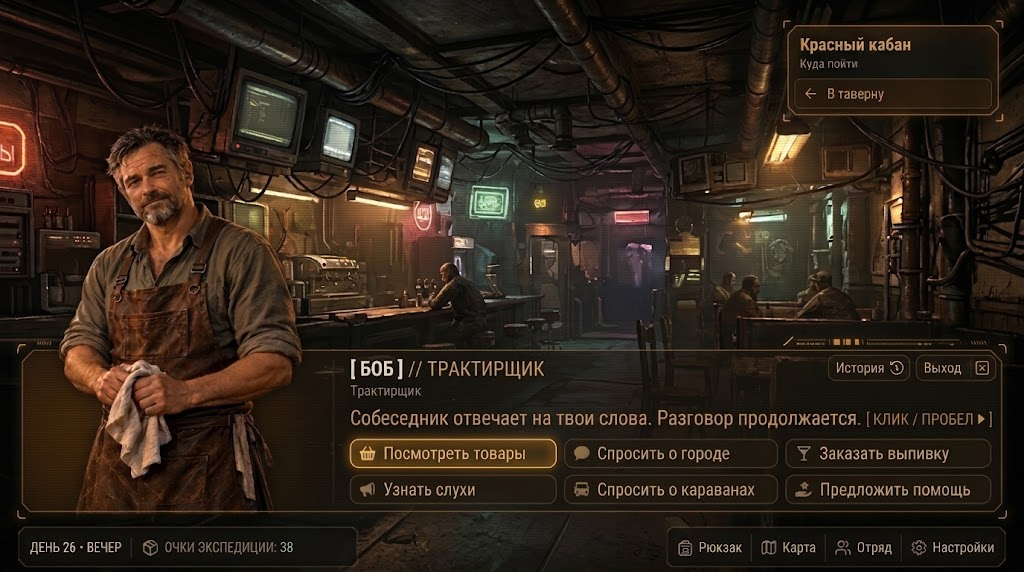 Красный кабан
Куда пойти
← В таверну
[ БОБ ] // ТРАКТИРЩИК
Трактирщик
История
Выход
Собеседник отвечает на твои слова. Разговор продолжается. [ КЛИК / ПРОБЕЛ ▶ ]
Посмотреть товары
Спросить о городе
Заказать выпивку
Узнать слухи
Спросить о караванах
Предложить помощь
ДЕНЬ 26 • ВЕЧЕР
ОЧКИ ЭКСПЕДИЦИИ: 38
Рюкзак
Карта
Отряд
Настройки